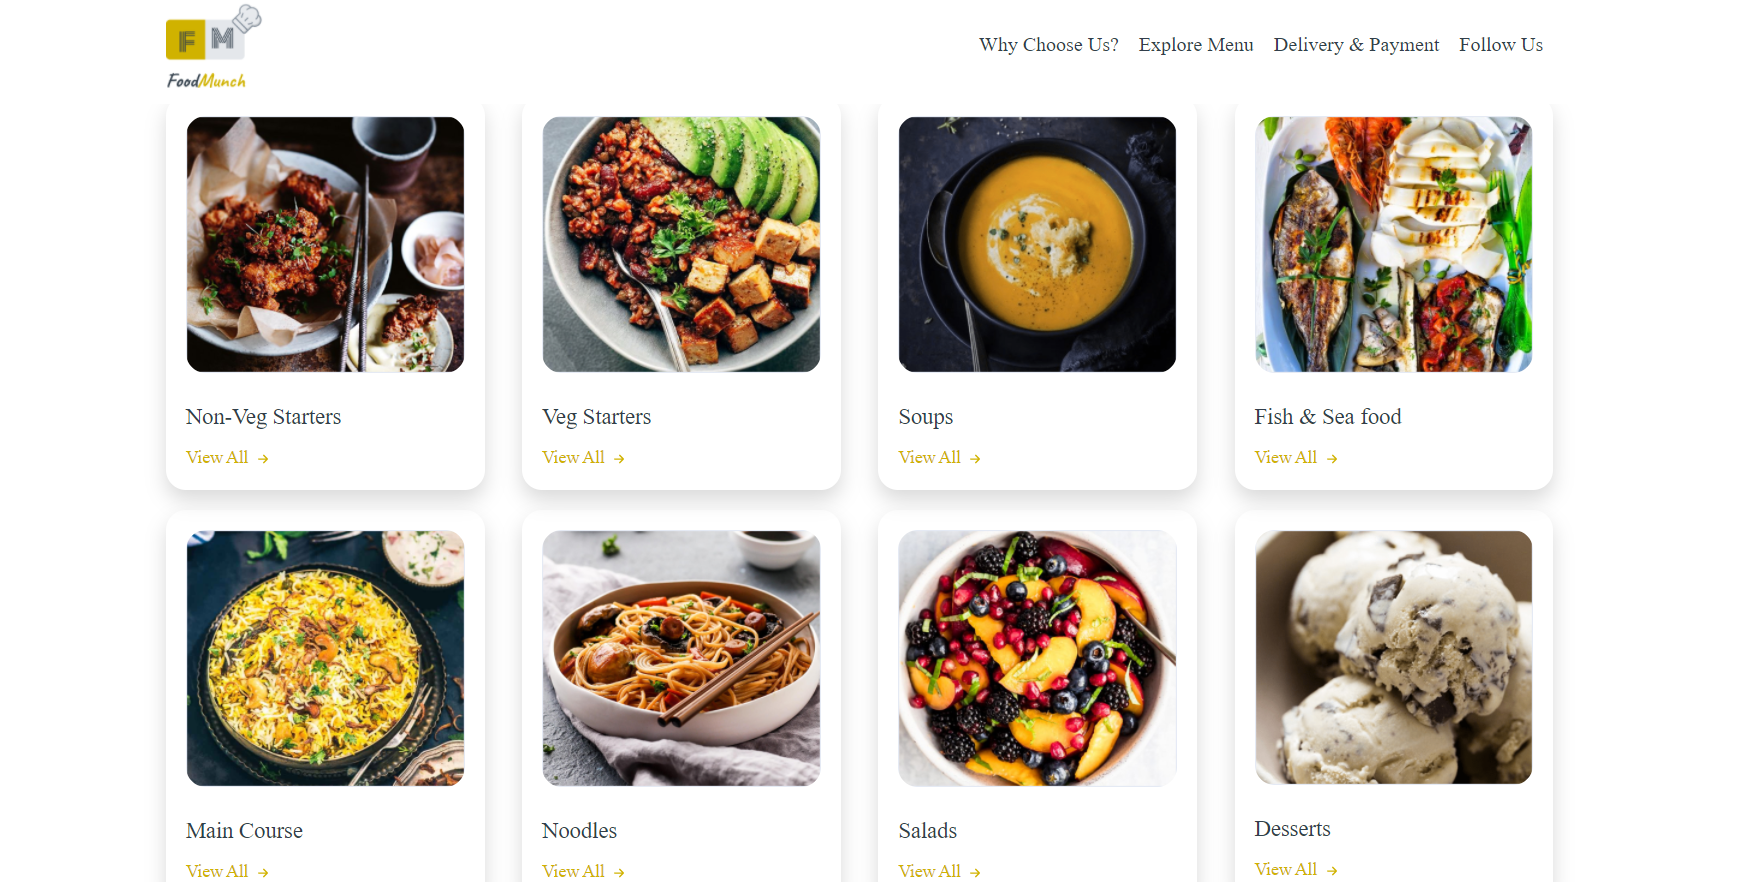 F M
FoodMunch
Why Choose Us? Explore Menu Delivery & Payment Follow Us
Non-Veg Starters
View All →
Veg Starters
View All →
Soups
View All →
Fish & Sea food
View All →
Main Course
View All →
Noodles
View All →
Salads
View All →
Desserts
View All →